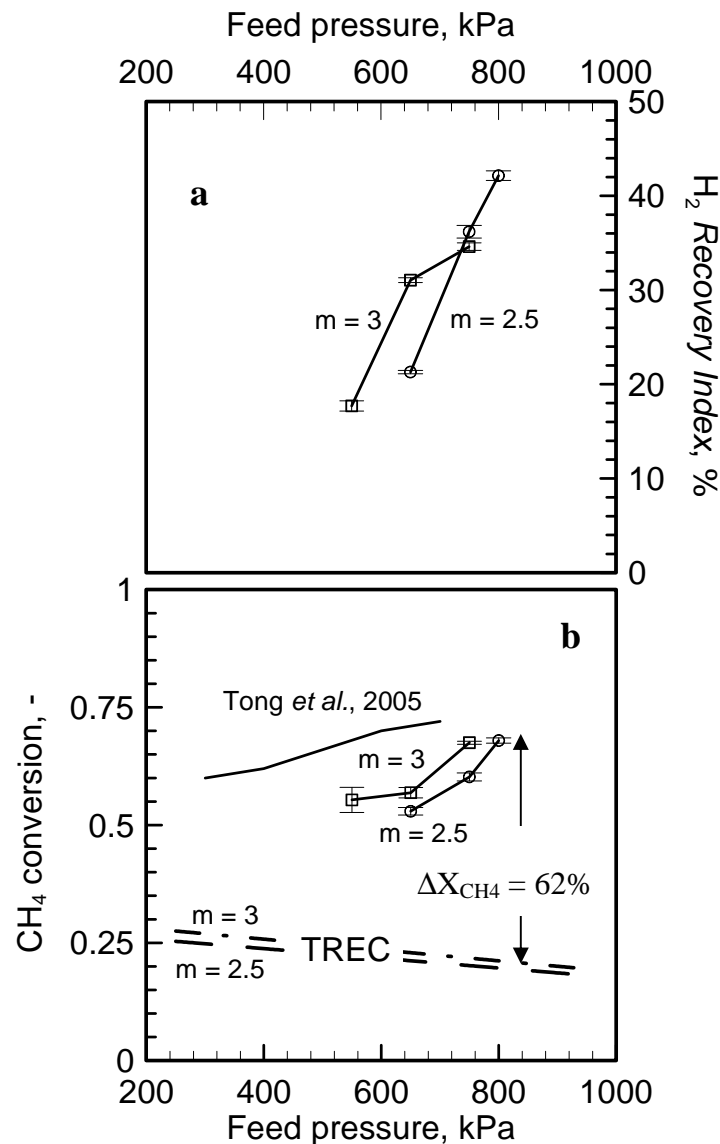 Feed pressure, kPa
200 400 600 800 1000
50
40
30
20
10
0
H₂ Recovery Index, %
a
m = 3
m = 2.5
b
1
0.75
0.5
0.25
0
CH₄ conversion, -
Tong et al., 2005
m = 3
m = 2.5
ΔX_CH4 = 62%
m = 3
TREC
m = 2.5
200 400 600 800 1000
Feed pressure, kPa